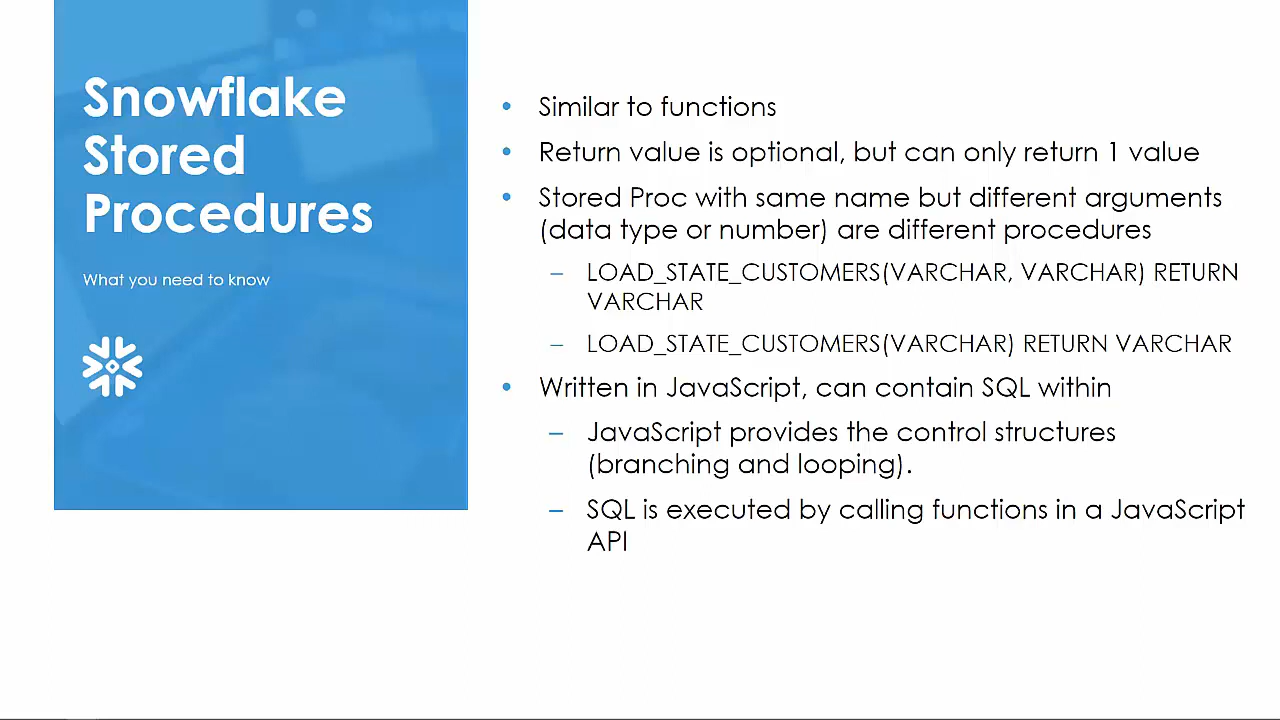 Snowflake
Stored
Procedures
What you need to know
• Similar to functions
• Return value is optional, but can only return 1 value
• Stored Proc with same name but different arguments
(data type or number) are different procedures
– LOAD_STATE_CUSTOMERS(VARCHAR, VARCHAR) RETURN
VARCHAR
– LOAD_STATE_CUSTOMERS(VARCHAR) RETURN VARCHAR
• Written in JavaScript, can contain SQL within
– JavaScript provides the control structures
(branching and looping).
– SQL is executed by calling functions in a JavaScript
API